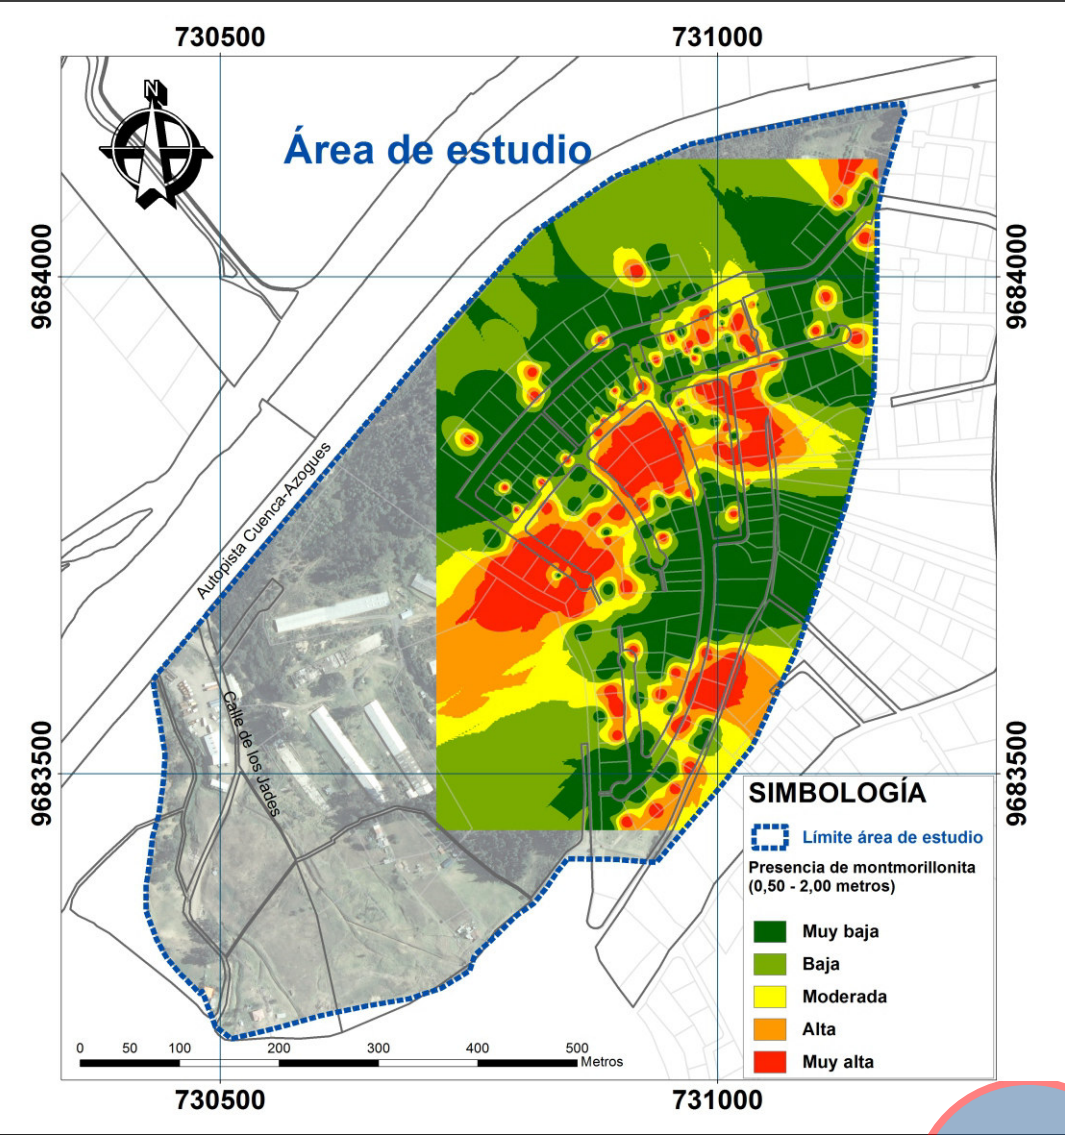 730500
731000
N
Área de estudio
9684000
9684000
Autopista Cuenca-Azogues
Calle de los Jades
9683500
9683500
SIMBOLOGÍA
Límite área de estudio
Presencia de montmorillonita
(0,50 - 2,00 metros)
Muy baja
Baja
Moderada
Alta
Muy alta
0 50 100 200 300 400 500
Metros
730500
731000